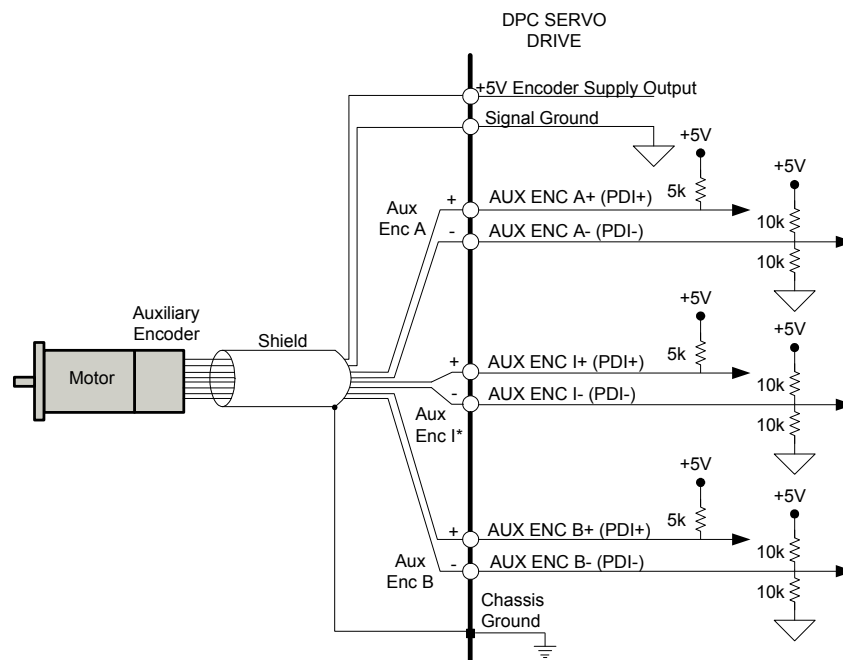 DPC SERVO
DRIVE
+5V Encoder Supply Output
Signal Ground
+5V
5k
+5V
10k
10k
Aux
Enc A
+
AUX ENC A+ (PDI+)
-
AUX ENC A- (PDI-)
Auxiliary
Encoder
Shield
Motor
+5V
5k
+5V
10k
10k
+
AUX ENC I+ (PDI+)
-
AUX ENC I- (PDI-)
Aux
Enc I*
+5V
5k
+5V
10k
10k
+
AUX ENC B+ (PDI+)
-
AUX ENC B- (PDI-)
Aux
Enc B
Chassis
Ground